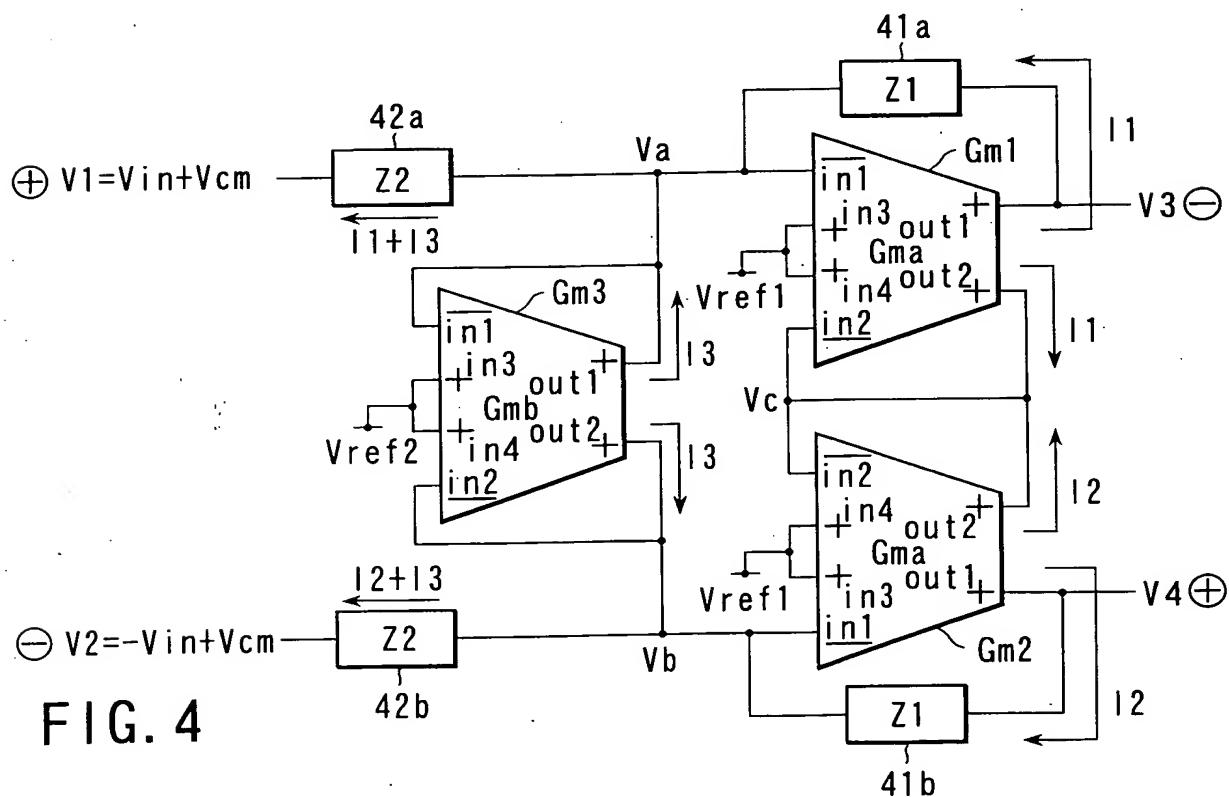 41a
Z1
I1
42a
⊕ V1=Vin+Vcm
Z2
I1+I3
Va
Gm1
in1
in3
in4
in2
+
+
Gma
out1
out2
+
+
V3⊖
Vref1
I1
Gm3
in1
in3
in4
in2
+
+
Gmb
out1
out2
+
+
Vref2
I3
I3
Vc
in2
in4
in3
in1
+
+
Gma
out2
out1
+
+
I2
Vref1
V4⊕
I2+I3
⊖ V2=-Vin+Vcm
Z2
42b
Vb
Gm2
Z1
I2
41b
FIG. 4